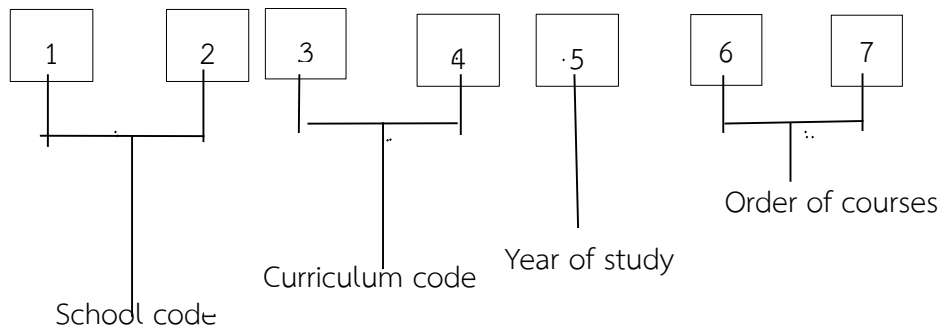 1 2 3 4 5 6 7
Order of courses
Year of study
Curriculum code
School code